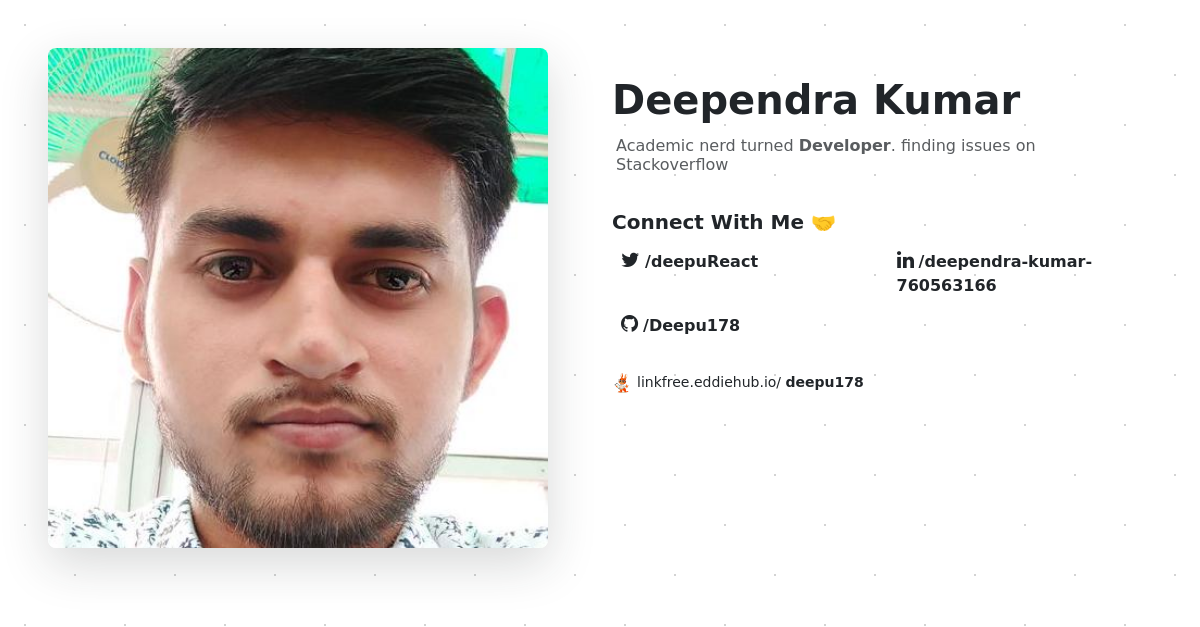 Deependra Kumar
Academic nerd turned Developer. finding issues on
Stackoverflow
Connect With Me 🤝
/deepuReact
/deependra-kumar-
760563166
/Deepu178
linkfree.eddiehub.io/ deepu178